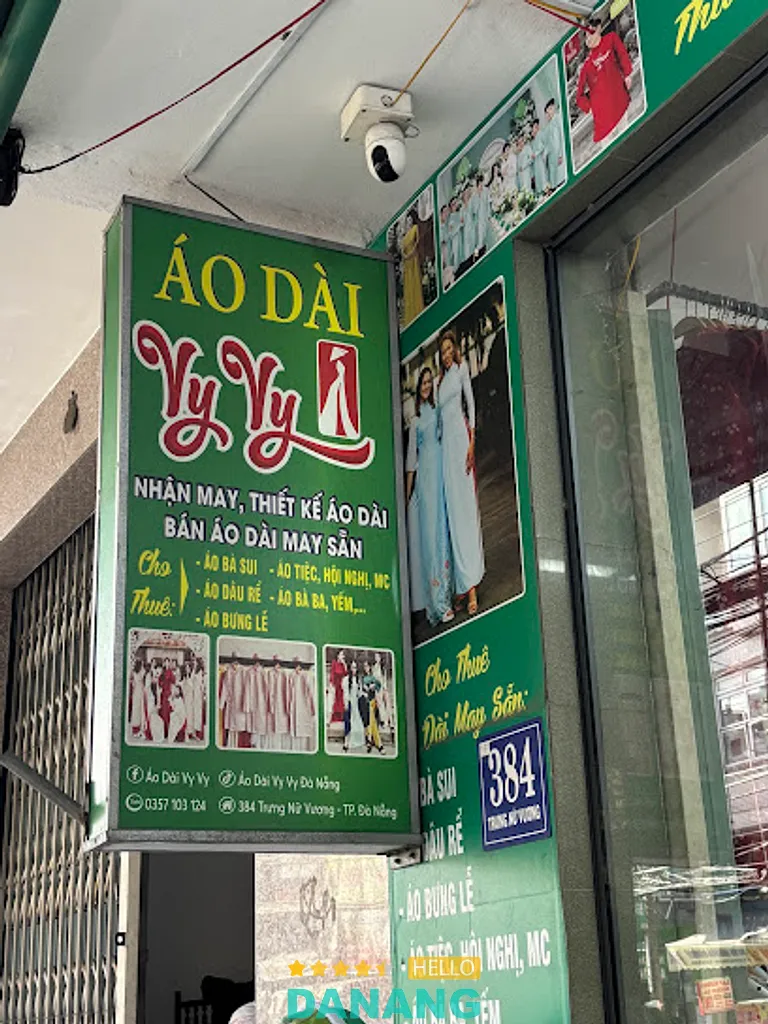 ÁO DÀI
Vy Vy
NHẬN MAY, THIẾT KẾ ÁO DÀI
BÁN ÁO DÀI MAY SẴN
Cho Thuê:
- ÁO BÀ SUI - ÁO TIỆC, HỘI NGHỊ, MC
- ÁO DÂU RỂ - ÁO BÀ BA, YẾM,...
- ÁO BƯNG LỄ
Áo Dài Vy Vy Áo Dài Vy Vy Đà Nẵng
0357 103 124 384 Trưng Nữ Vương - TP. Đà Nẵng
Cho Thuê
Dài May Sẵn:
BÀ SUI
DÂU RỂ
- ÁO BƯNG LỄ
- ÁO TIỆC, HỘI NGHỊ, MC
YẾM
384
TRƯNG NỮ VƯƠNG
HELLO
DANANG